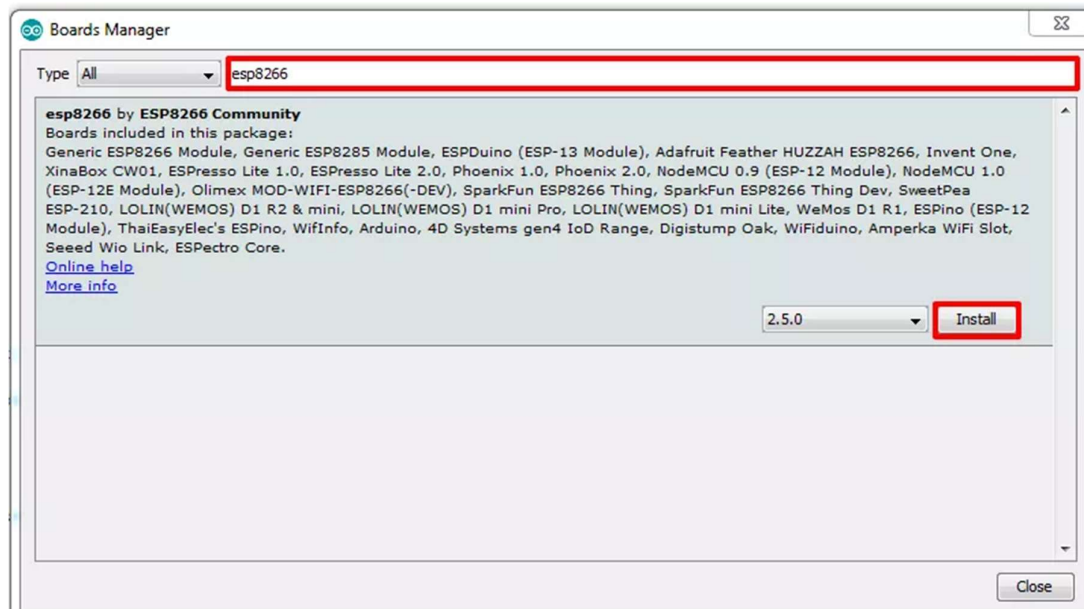 Boards Manager
Type All esp8266
esp8266 by ESP8266 Community
Boards included in this package:
Generic ESP8266 Module, Generic ESP8285 Module, ESPDuino (ESP-13 Module), Adafruit Feather HUZZAH ESP8266, Invent One,
XinaBox CW01, ESPresso Lite 1.0, ESPresso Lite 2.0, Phoenix 1.0, Phoenix 2.0, NodeMCU 0.9 (ESP-12 Module), NodeMCU 1.0
(ESP-12E Module), Olimex MOD-WIFI-ESP8266(-DEV), SparkFun ESP8266 Thing, SparkFun ESP8266 Thing Dev, SweetPea
ESP-210, LOLIN(WEMOS) D1 R2 & mini, LOLIN(WEMOS) D1 mini Pro, LOLIN(WEMOS) D1 mini Lite, WeMos D1 R1, ESPino (ESP-12
Module), ThaiEasyElec's ESPino, WifInfo, Arduino, 4D Systems gen4 IoD Range, Digistump Oak, WiFiduino, Amperka WiFi Slot,
Seeed Wio Link, ESPectro Core.
Online help
More info
2.5.0 Install
Close